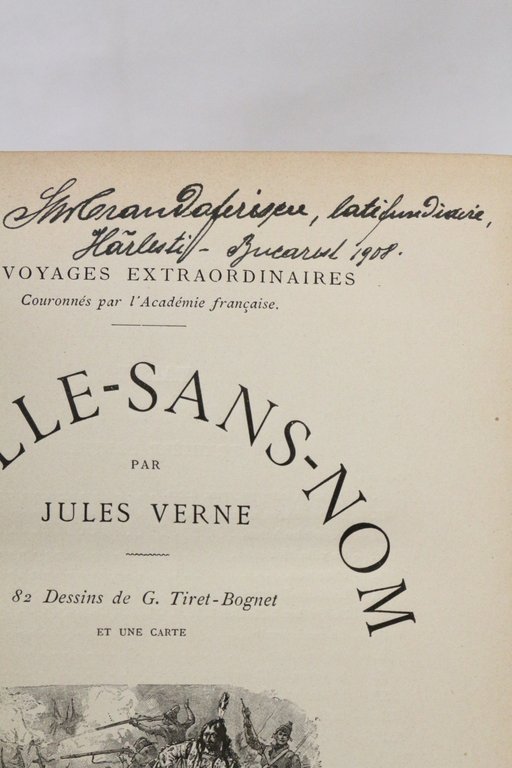 latifundiaire,
Hârlesti - Bucarest 1908.
VOYAGES EXTRAORDINAIRES
Couronnés par l'Académie française.
LLE-SANS-NOM
PAR
JULES VERNE
82 Dessins de G. Tiret-Bognet
ET UNE CARTE